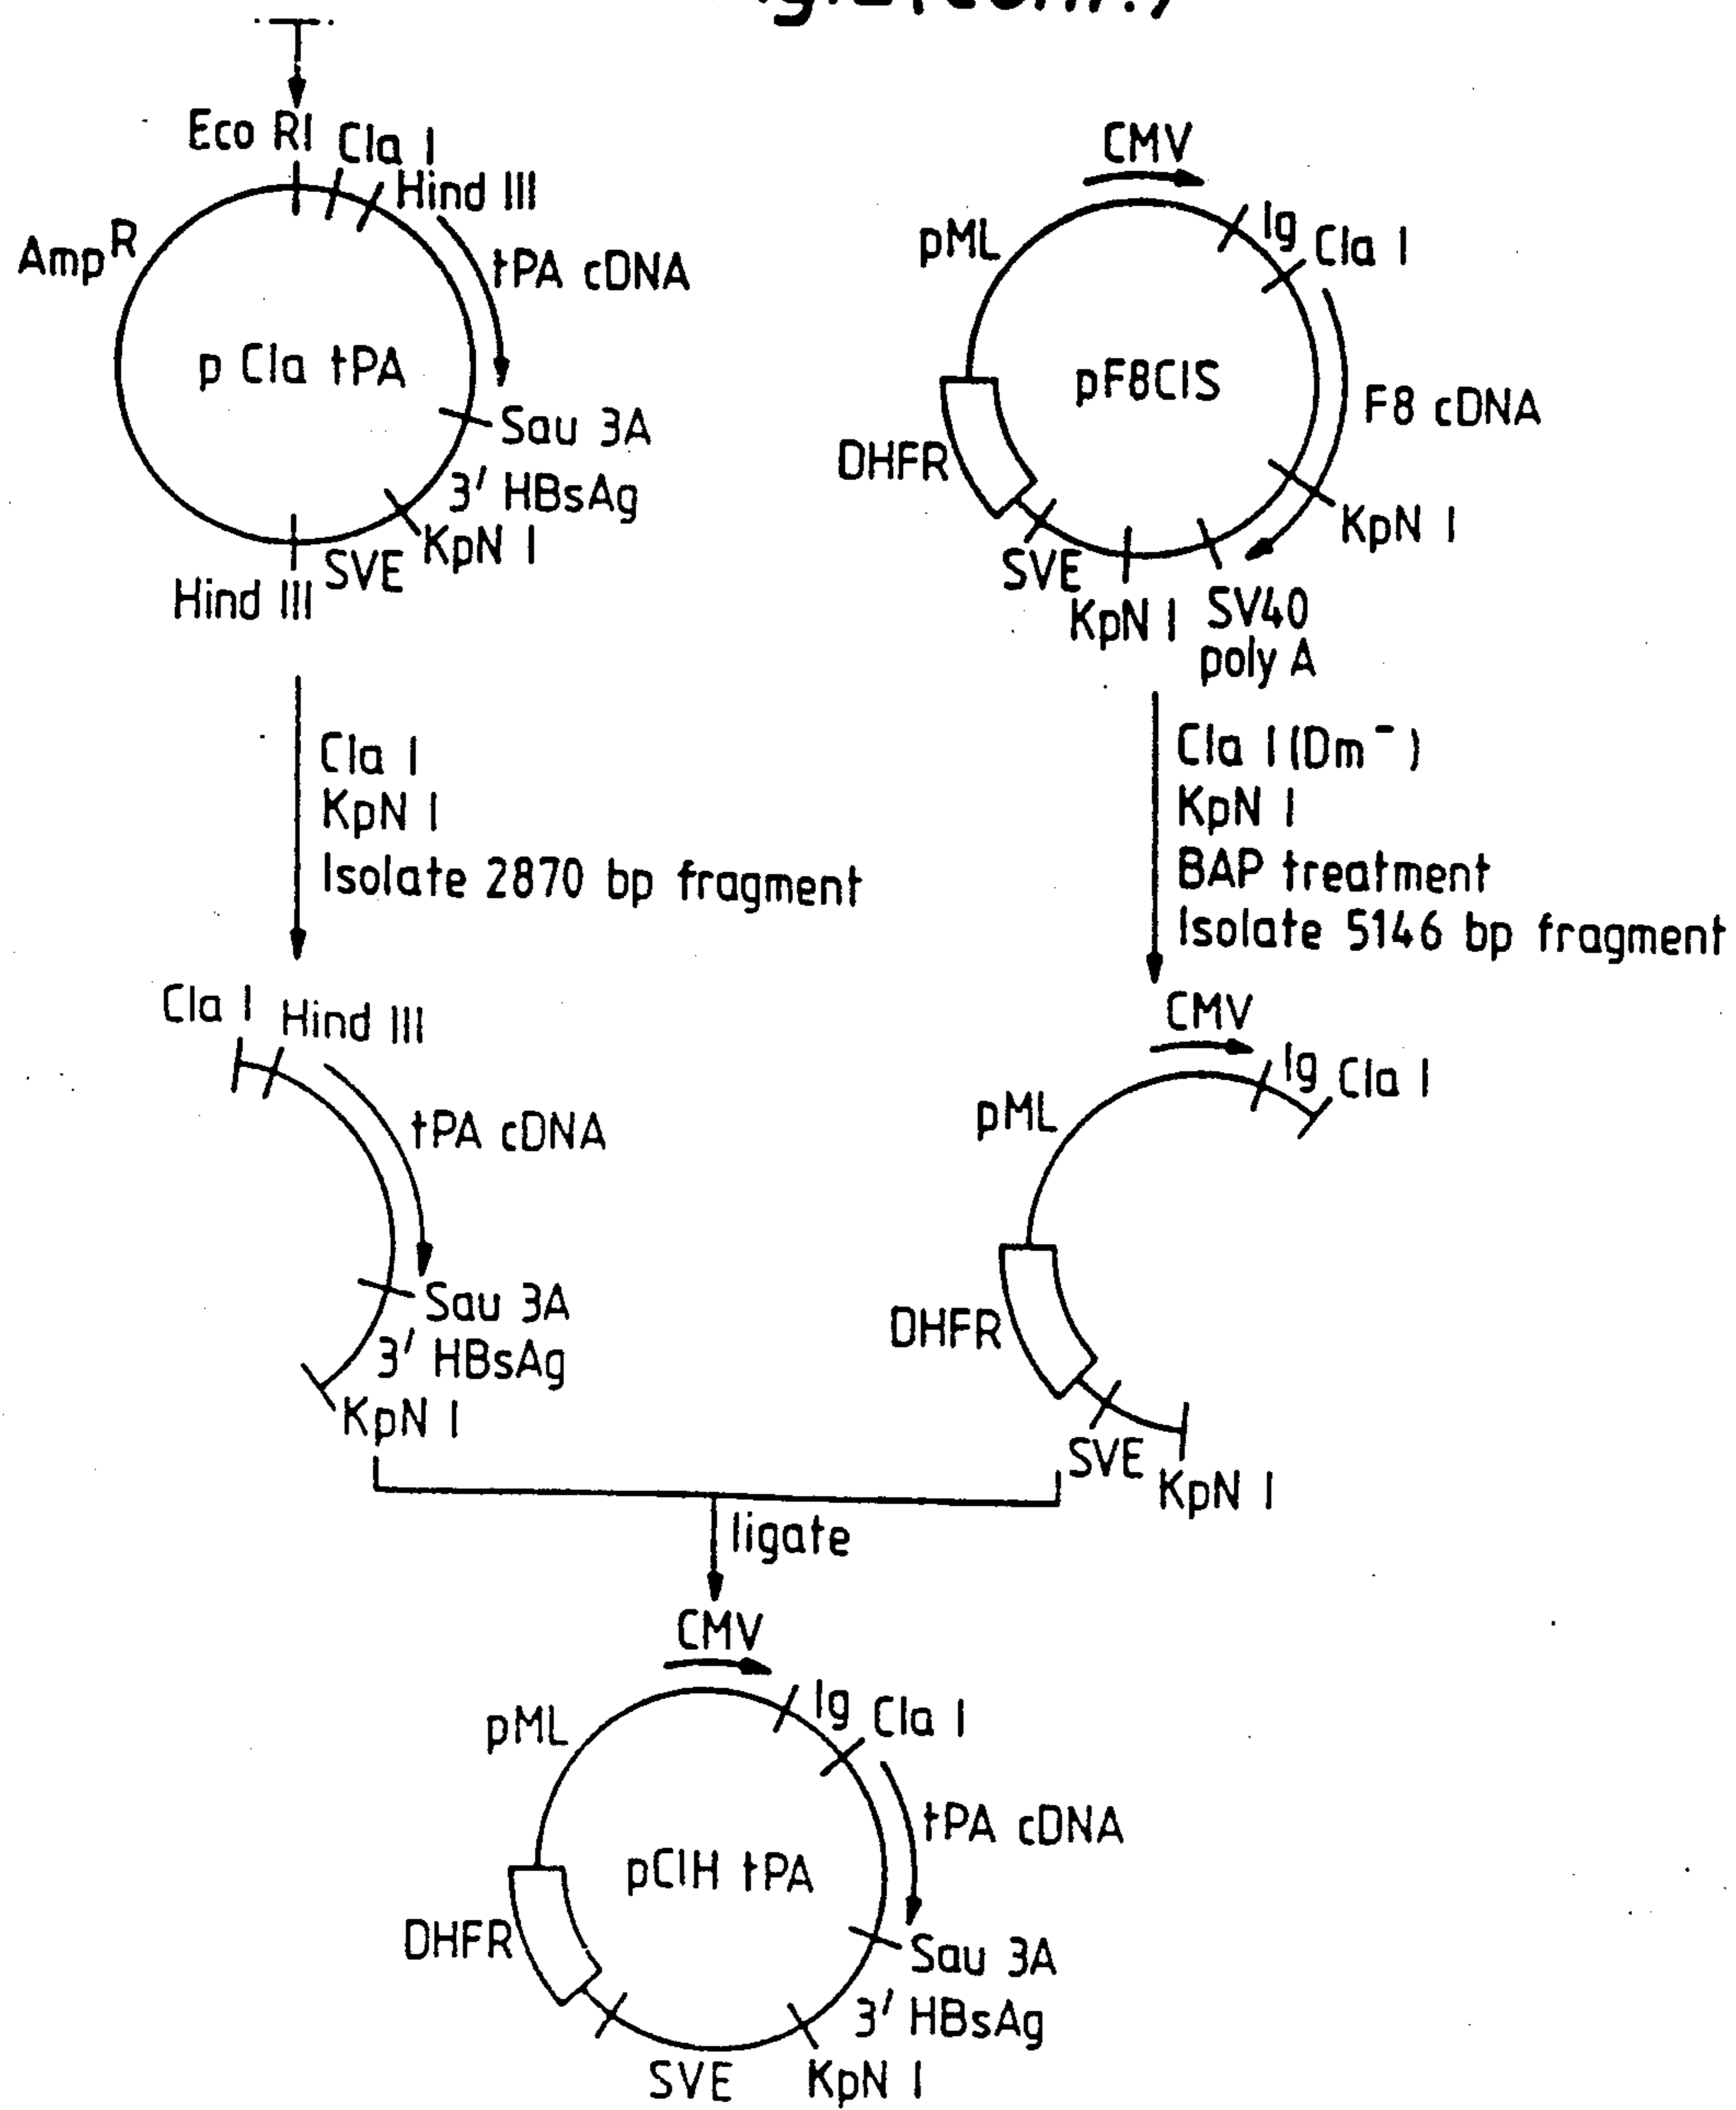 Eco RI
Cla I
Hind III
Amp R
tPA cDNA
p Cla tPA
Sau 3A
3' HBsAg
KpN I
SVE
Hind III
CMV
pML
Ig
Cla I
pF8CIS
F8 cDNA
DHFR
KpN I
SVE
KpN I
SV40
poly A
Cla I
KpN I
Isolate 2870 bp fragment
Cla I (Dm⁻)
KpN I
BAP treatment
Isolate 5146 bp fragment
Cla I
Hind III
tPA cDNA
Sau 3A
3' HBsAg
KpN I
CMV
Ig
Cla I
pML
DHFR
SVE
KpN I
ligate
CMV
pML
Ig
Cla I
tPA cDNA
pCIH tPA
DHFR
Sau 3A
3' HBsAg
SVE
KpN I